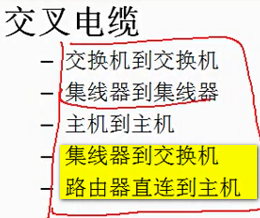 交叉电缆
– 交换机到交换机
– 集线器到集线器
– 主机到主机
– 集线器到交换机
– 路由器直连到主机